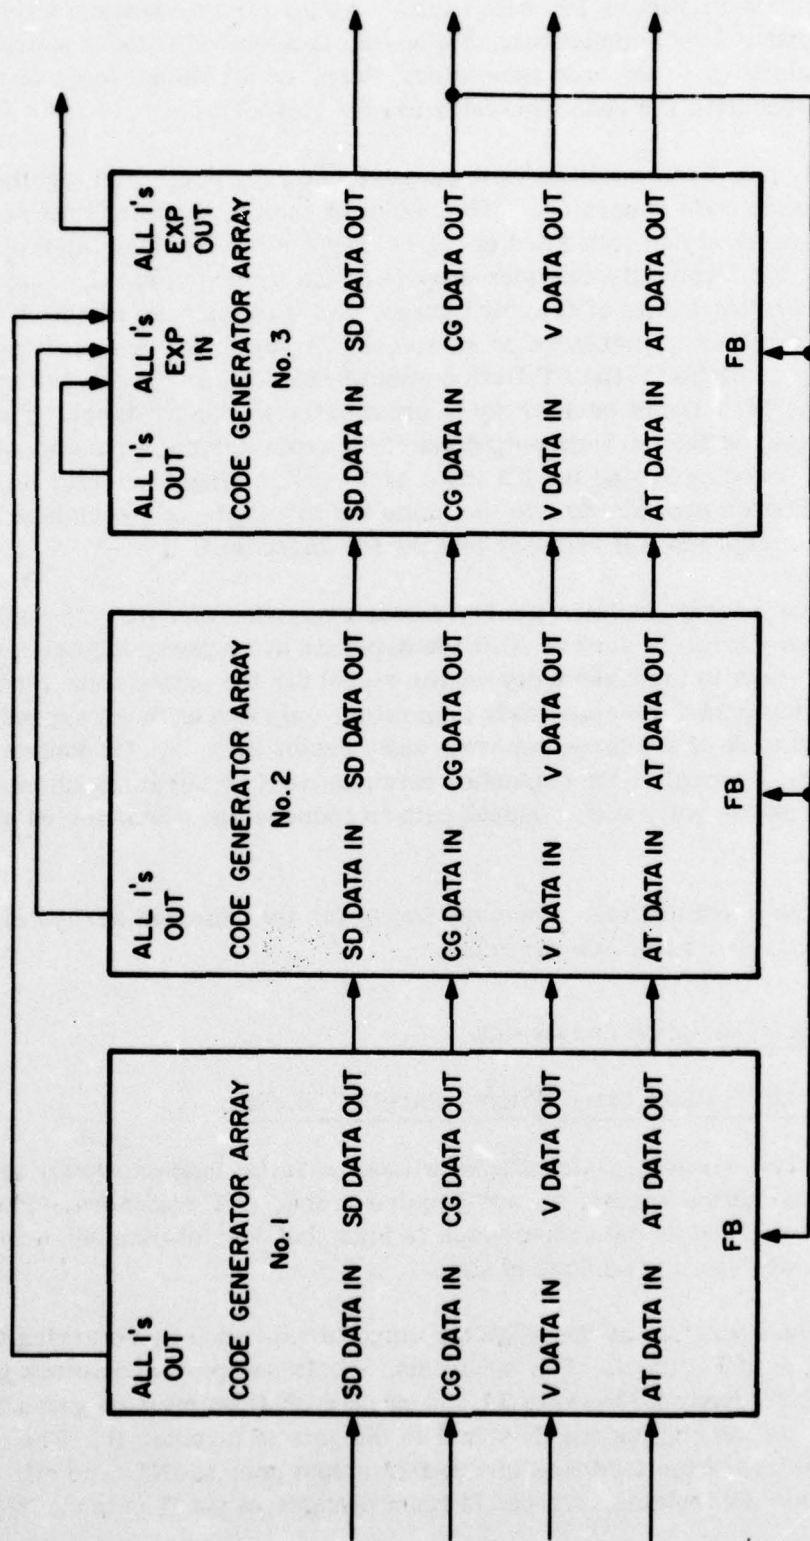 ALL I's
OUT
CODE GENERATOR ARRAY
No. 1
SD DATA IN SD DATA OUT
CG DATA IN CG DATA OUT
V DATA IN V DATA OUT
AT DATA IN AT DATA OUT
FB
ALL I's
OUT
CODE GENERATOR ARRAY
No. 2
SD DATA IN SD DATA OUT
CG DATA IN CG DATA OUT
V DATA IN V DATA OUT
AT DATA IN AT DATA OUT
FB
ALL I's ALL I's ALL I's
OUT EXP EXP
IN OUT
CODE GENERATOR ARRAY
No. 3
SD DATA IN SD DATA OUT
CG DATA IN CG DATA OUT
V DATA IN V DATA OUT
AT DATA IN AT DATA OUT
FB